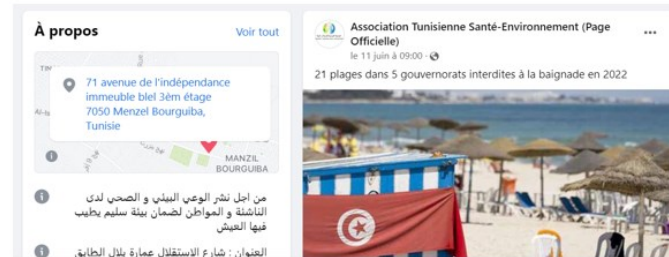 À propos
Voir tout
71 avenue de l'indépendance
immeuble blel 3ém étage
7050 Menzel Bourguiba,
Tunisie
MANZIL
BOURGUIBA
من اجل نشر الوعي البيئي و الصحي لدى
الناشئة و المواطن لضمان بيئة سليم يطيب
فيها العيش
العنوان : شارع الاستقلال عمارة بلال الطابق
Association Tunisienne Santé-Environnement (Page
Officielle)
le 11 juin à 09:00
21 plages dans 5 gouvernorats interdites à la baignade en 2022